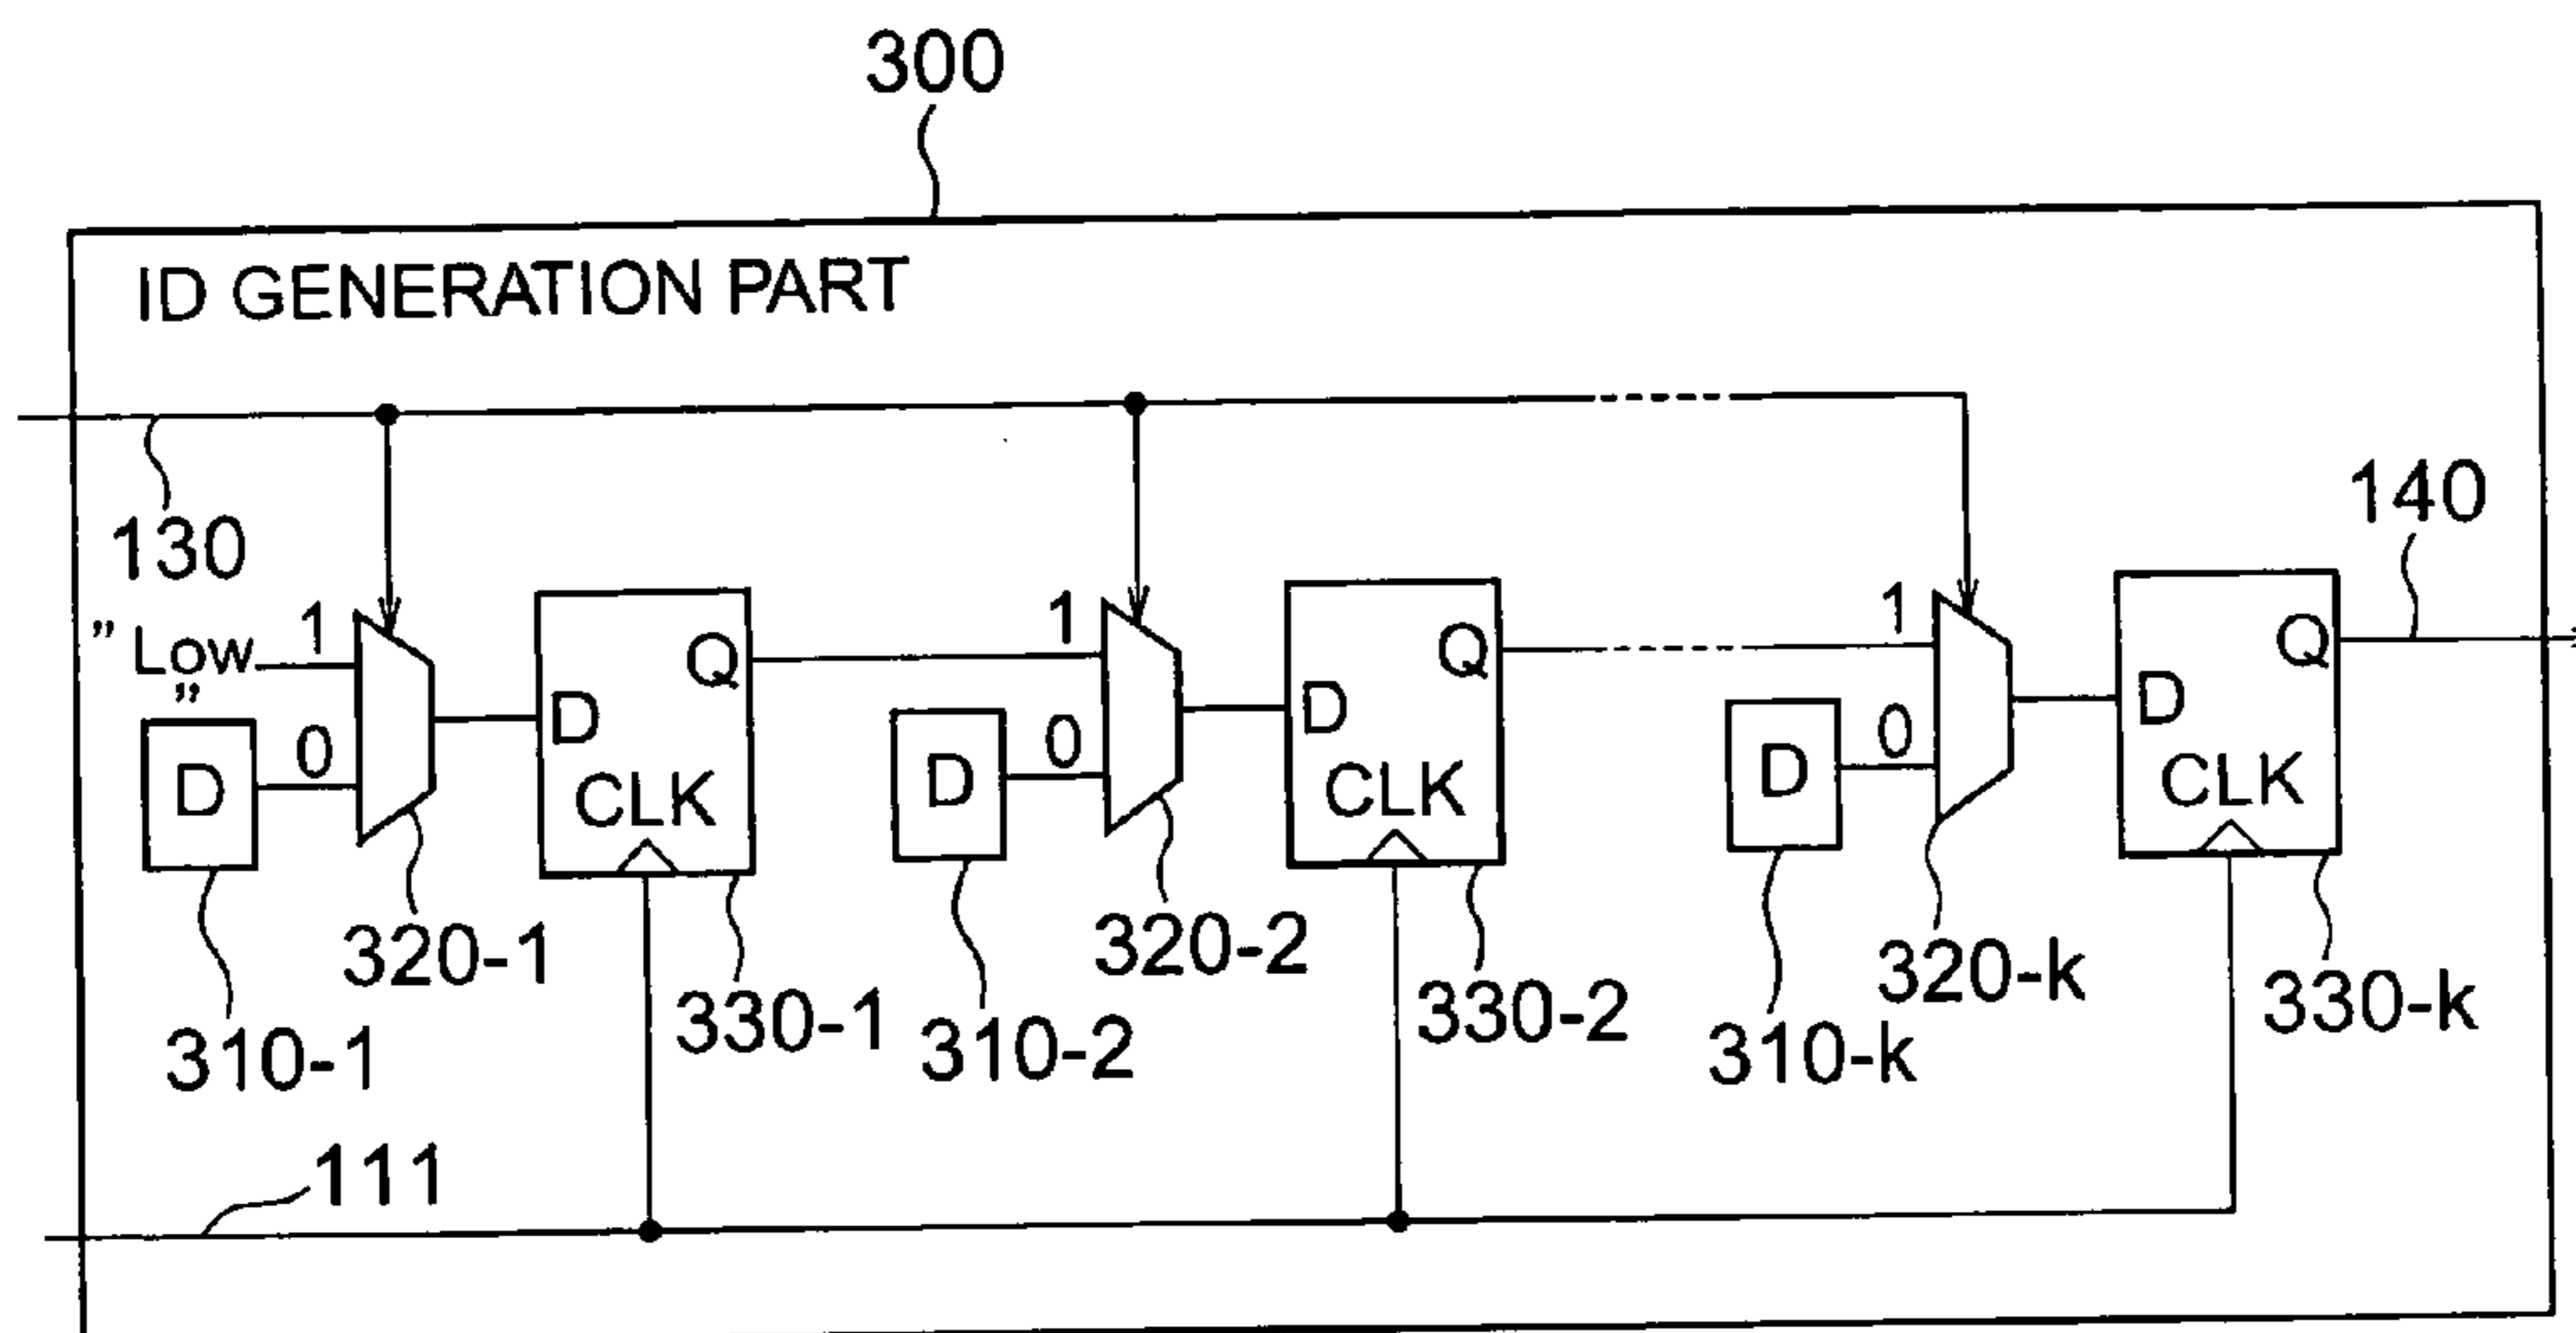 300
ID GENERATION PART
130
140
1
1
1
” Low
”
Q
Q
Q
D
D
D
0
0
0
D
D
D
CLK
CLK
CLK
320-1
320-2
320-k
330-1
330-2
330-k
310-1
310-2
310-k
111